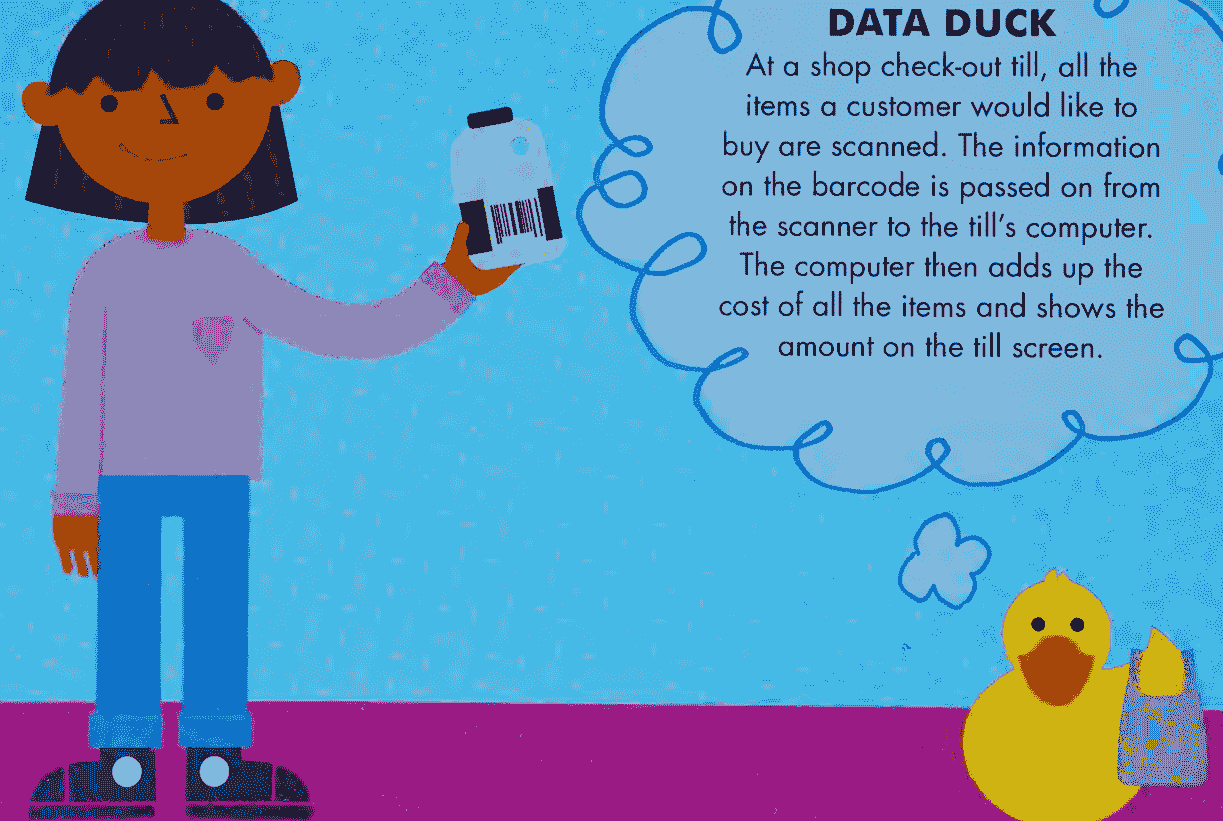 DATA DUCK
At a shop check-out till, all the
items a customer would like to
buy are scanned. The information
on the barcode is passed on from
the scanner to the till's computer.
The computer then adds up the
cost of all the items and shows the
amount on the till screen.